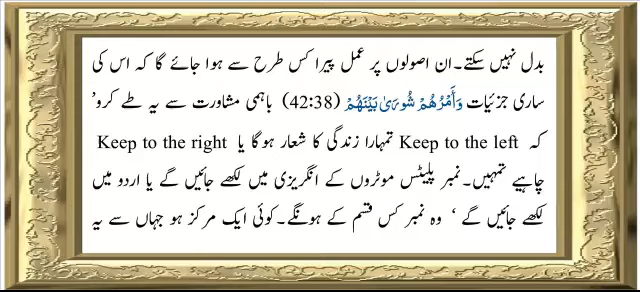 بدل نہیں سکتے۔ ان اصولوں پر عمل پیرا کس طرح سے ہوا جائے گا کہ اس کی
ساری جزئیات وَأَمْرُهُمْ شُورَىٰ بَيْنَهُمْ (42:38) باہمی مشاورت سے یہ طے کرو'
کہ Keep to the left تمہارا زندگی کا شعار ہوگا یا Keep to the right
چاہیے تمہیں۔ نمبر پلیٹس موٹروں کے انگریزی میں لکھے جائیں گے یا اردو میں
لکھے جائیں گے ' وہ نمبر کس قسم کے ہونگے۔ کوئی ایک مرکز ہو جہاں سے یہ